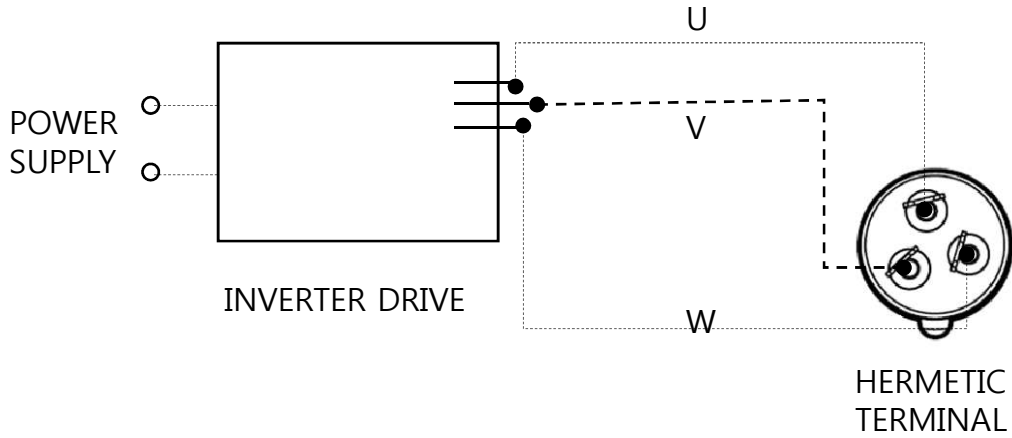 U
POWER
SUPPLY
V
INVERTER DRIVE
W
HERMETIC
TERMINAL